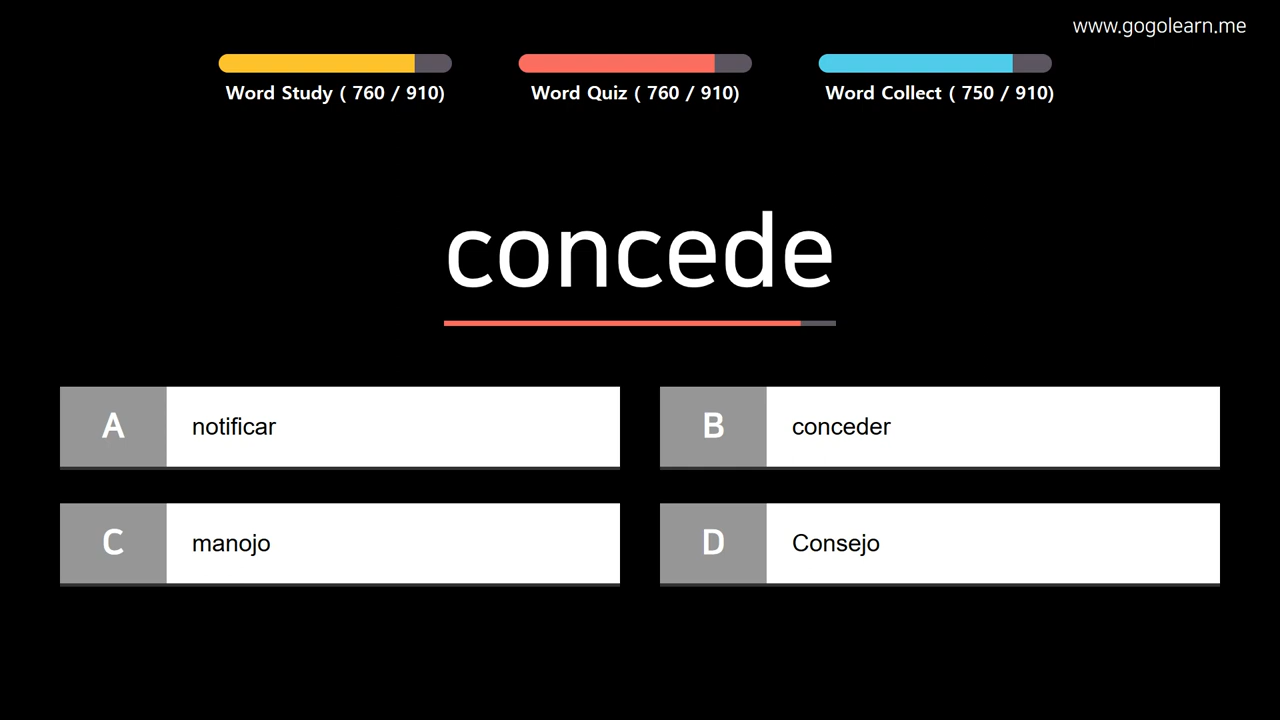 www.gogolearn.me
Word Study ( 760 / 910)
Word Quiz ( 760 / 910)
Word Collect ( 750 / 910)
concede
A notificar
B conceder
C manojo
D Consejo